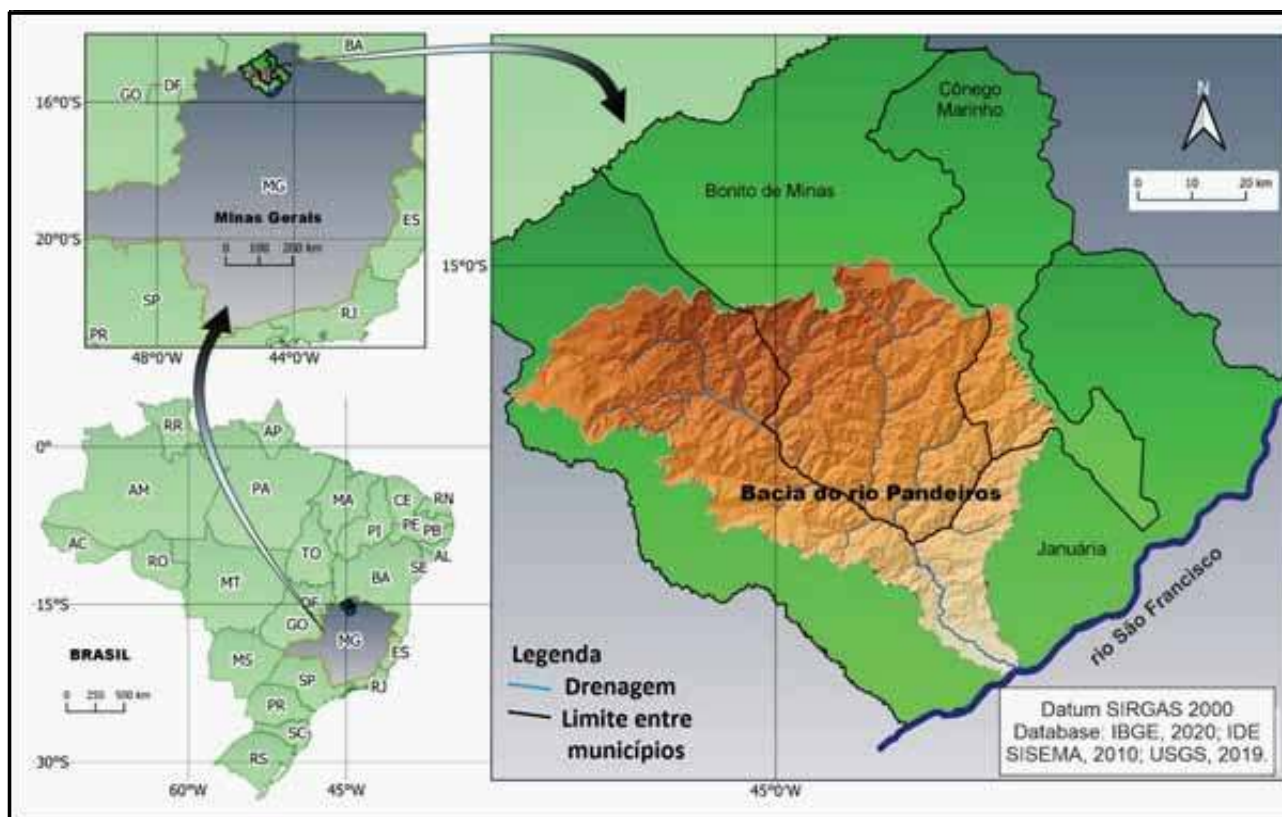 BA
DF
GO
16°0'S
MG
Minas Gerais
0 100 200 km
ES
20°0'S
SP
RJ
PR
48°0'W 44°0'W
RR
AP
0°
AM
PA
MA
CE
RN
PI
PE
PB
AC
TO
AL
RO
SE
MT
BA
15°S
DF
GO
MG
BRASIL
MS
ES
0 250 500 km
SP
RJ
PR
SC
RS
30°S
60°W 45°W
Cônego
Marinho
N
0 10 20 km
Bonito de Minas
15°0'S
Bacia do rio Pandeiros
Januária
rio São Francisco
Legenda
Drenagem
Limite entre
municípios
Datum SIRGAS 2000
Database: IBGE, 2020; IDE
SISEMA, 2010; USGS, 2019.
45°0'W